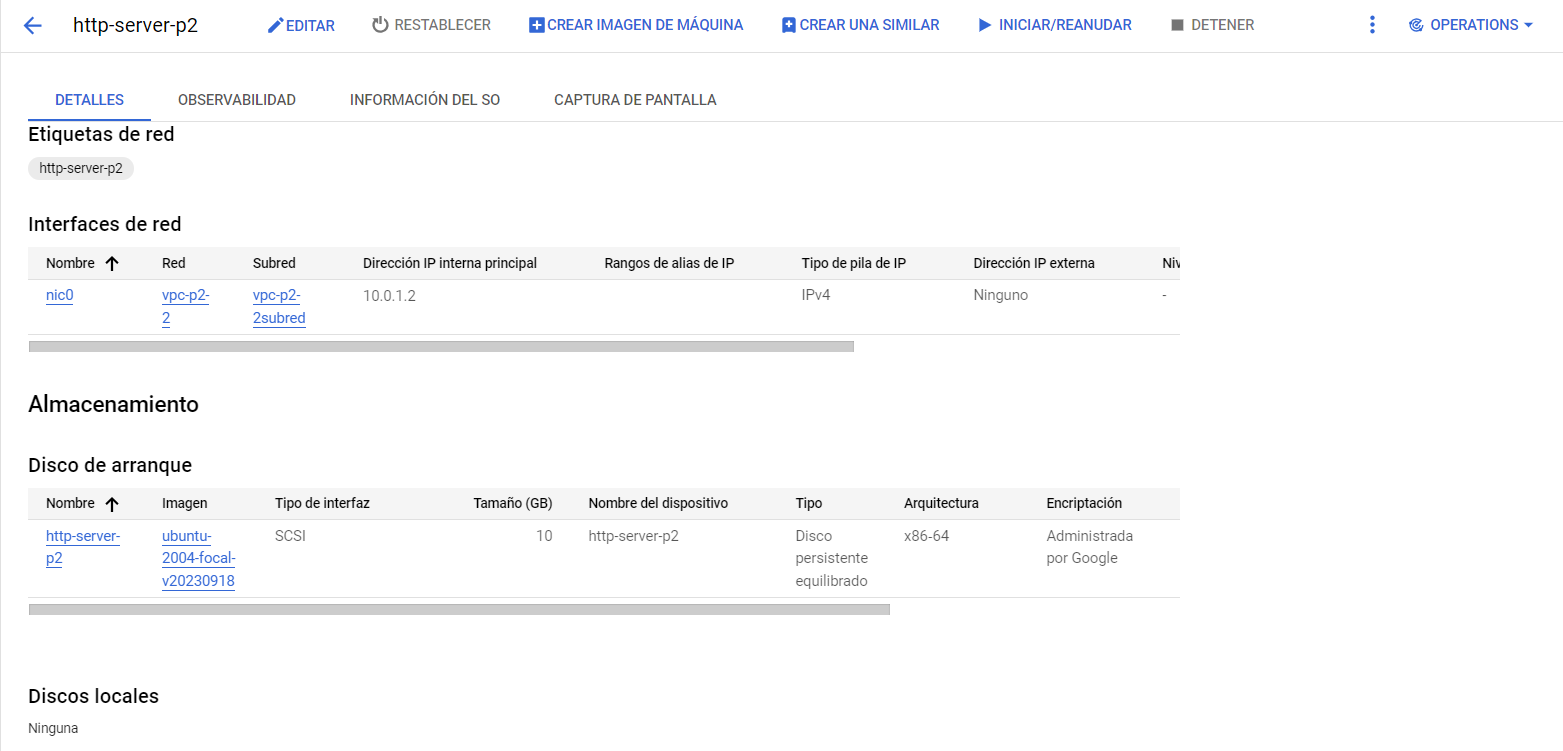 http-server-p2 EDITAR RESTABLECER CREAR IMAGEN DE MÁQUINA CREAR UNA SIMILAR INICIAR/REANUDAR DETENER OPERATIONS
DETALLES OBSERVABILIDAD INFORMACIÓN DEL SO CAPTURA DE PANTALLA
Etiquetas de red
http-server-p2
Interfaces de red
Nombre Red Subred Dirección IP interna principal Rangos de alias de IP Tipo de pila de IP Dirección IP externa Niv
nic0 vpc-p2- vpc-p2- 10.0.1.2 IPv4 Ninguno -
2 2subred
Almacenamiento
Disco de arranque
Nombre Imagen Tipo de interfaz Tamaño (GB) Nombre del dispositivo Tipo Arquitectura Encriptación
http-server- ubuntu- SCSI 10 http-server-p2 Disco x86-64 Administrada
p2 2004-focal- persistente por Google
v20230918 equilibrado
Discos locales
Ninguna